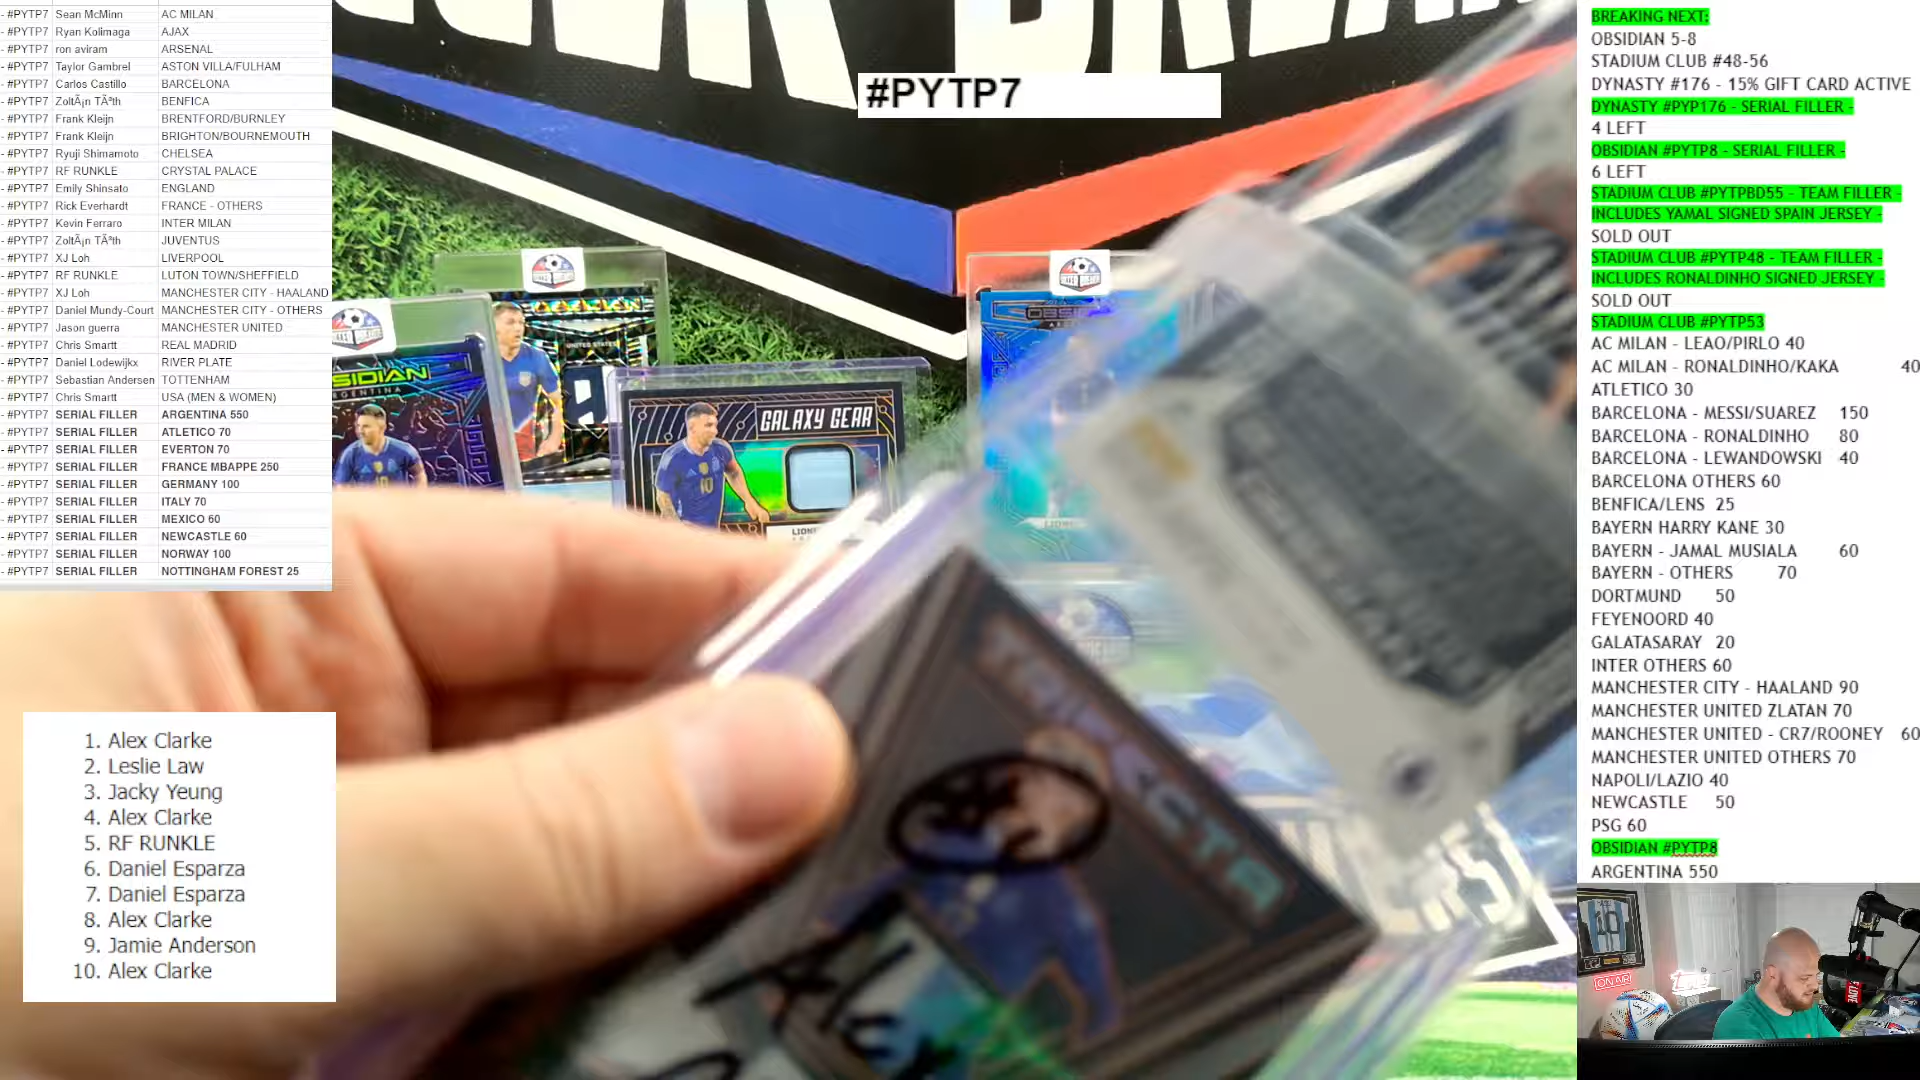 - #PYTP7 Sean McMinn AC MILAN
- #PYTP7 Ryan Kolimaga AJAX
- #PYTP7 ron aviram ARSENAL
- #PYTP7 Taylor Gambrel ASTON VILLA/FULHAM
- #PYTP7 Carlos Castillo BARCELONA
- #PYTP7 ZoltÃ¡n TÃ³th BENFICA
- #PYTP7 Frank Kleijn BRENTFORD/BURNLEY
- #PYTP7 Frank Kleijn BRIGHTON/BOURNEMOUTH
- #PYTP7 Ryuji Shimamoto CHELSEA
- #PYTP7 RF RUNKLE CRYSTAL PALACE
- #PYTP7 Emily Shinsato ENGLAND
- #PYTP7 Rick Everhardt FRANCE - OTHERS
- #PYTP7 Kevin Ferraro INTER MILAN
- #PYTP7 ZoltÃ¡n TÃ³th JUVENTUS
- #PYTP7 XJ Loh LIVERPOOL
- #PYTP7 RF RUNKLE LUTON TOWN/SHEFFIELD
- #PYTP7 XJ Loh MANCHESTER CITY - HAALAND
- #PYTP7 Daniel Mundy-Court MANCHESTER CITY - OTHERS
- #PYTP7 Jason guerra MANCHESTER UNITED
- #PYTP7 Chris Smartt REAL MADRID
- #PYTP7 Daniel Lodewijkx RIVER PLATE
- #PYTP7 Sebastian Andersen TOTTENHAM
- #PYTP7 Chris Smartt USA (MEN & WOMEN)
- #PYTP7 SERIAL FILLER ARGENTINA 550
- #PYTP7 SERIAL FILLER ATLETICO 70
- #PYTP7 SERIAL FILLER EVERTON 70
- #PYTP7 SERIAL FILLER FRANCE MBAPPE 250
- #PYTP7 SERIAL FILLER GERMANY 100
- #PYTP7 SERIAL FILLER ITALY 70
- #PYTP7 SERIAL FILLER MEXICO 60
- #PYTP7 SERIAL FILLER NEWCASTLE 60
- #PYTP7 SERIAL FILLER NORWAY 100
- #PYTP7 SERIAL FILLER NOTTINGHAM FOREST 25
1. Alex Clarke
2. Leslie Law
3. Jacky Yeung
4. Alex Clarke
5. RF RUNKLE
6. Daniel Esparza
7. Daniel Esparza
8. Alex Clarke
9. Jamie Anderson
10. Alex Clarke
#PYTP7
UNITED STATES
GALAXY GEAR
10
TRIFECTA
BREAKING NEXT:
OBSIDIAN 5-8
STADIUM CLUB #48-56
DYNASTY #176 - 15% GIFT CARD ACTIVE
DYNASTY #PYP176 - SERIAL FILLER -
4 LEFT
OBSIDIAN #PYTP8 - SERIAL FILLER -
6 LEFT
STADIUM CLUB #PYTPBD55 - TEAM FILLER -
INCLUDES YAMAL SIGNED SPAIN JERSEY -
SOLD OUT
STADIUM CLUB #PYTP48 - TEAM FILLER -
INCLUDES RONALDINHO SIGNED JERSEY -
SOLD OUT
STADIUM CLUB #PYTP53
AC MILAN - LEAO/PIRLO 40
AC MILAN - RONALDINHO/KAKA 40
ATLETICO 30
BARCELONA - MESSI/SUAREZ 150
BARCELONA - RONALDINHO 80
BARCELONA - LEWANDOWSKI 40
BARCELONA OTHERS 60
BENFICA/LENS 25
BAYERN HARRY KANE 30
BAYERN - JAMAL MUSIALA 60
BAYERN - OTHERS 70
DORTMUND 50
FEYENOORD 40
GALATASARAY 20
INTER OTHERS 60
MANCHESTER CITY - HAALAND 90
MANCHESTER UNITED ZLATAN 70
MANCHESTER UNITED - CR7/ROONEY 60
MANCHESTER UNITED OTHERS 70
NAPOLI/LAZIO 40
NEWCASTLE 50
PSG 60
OBSIDIAN #PYTP8
ARGENTINA 550
10
ON AIR